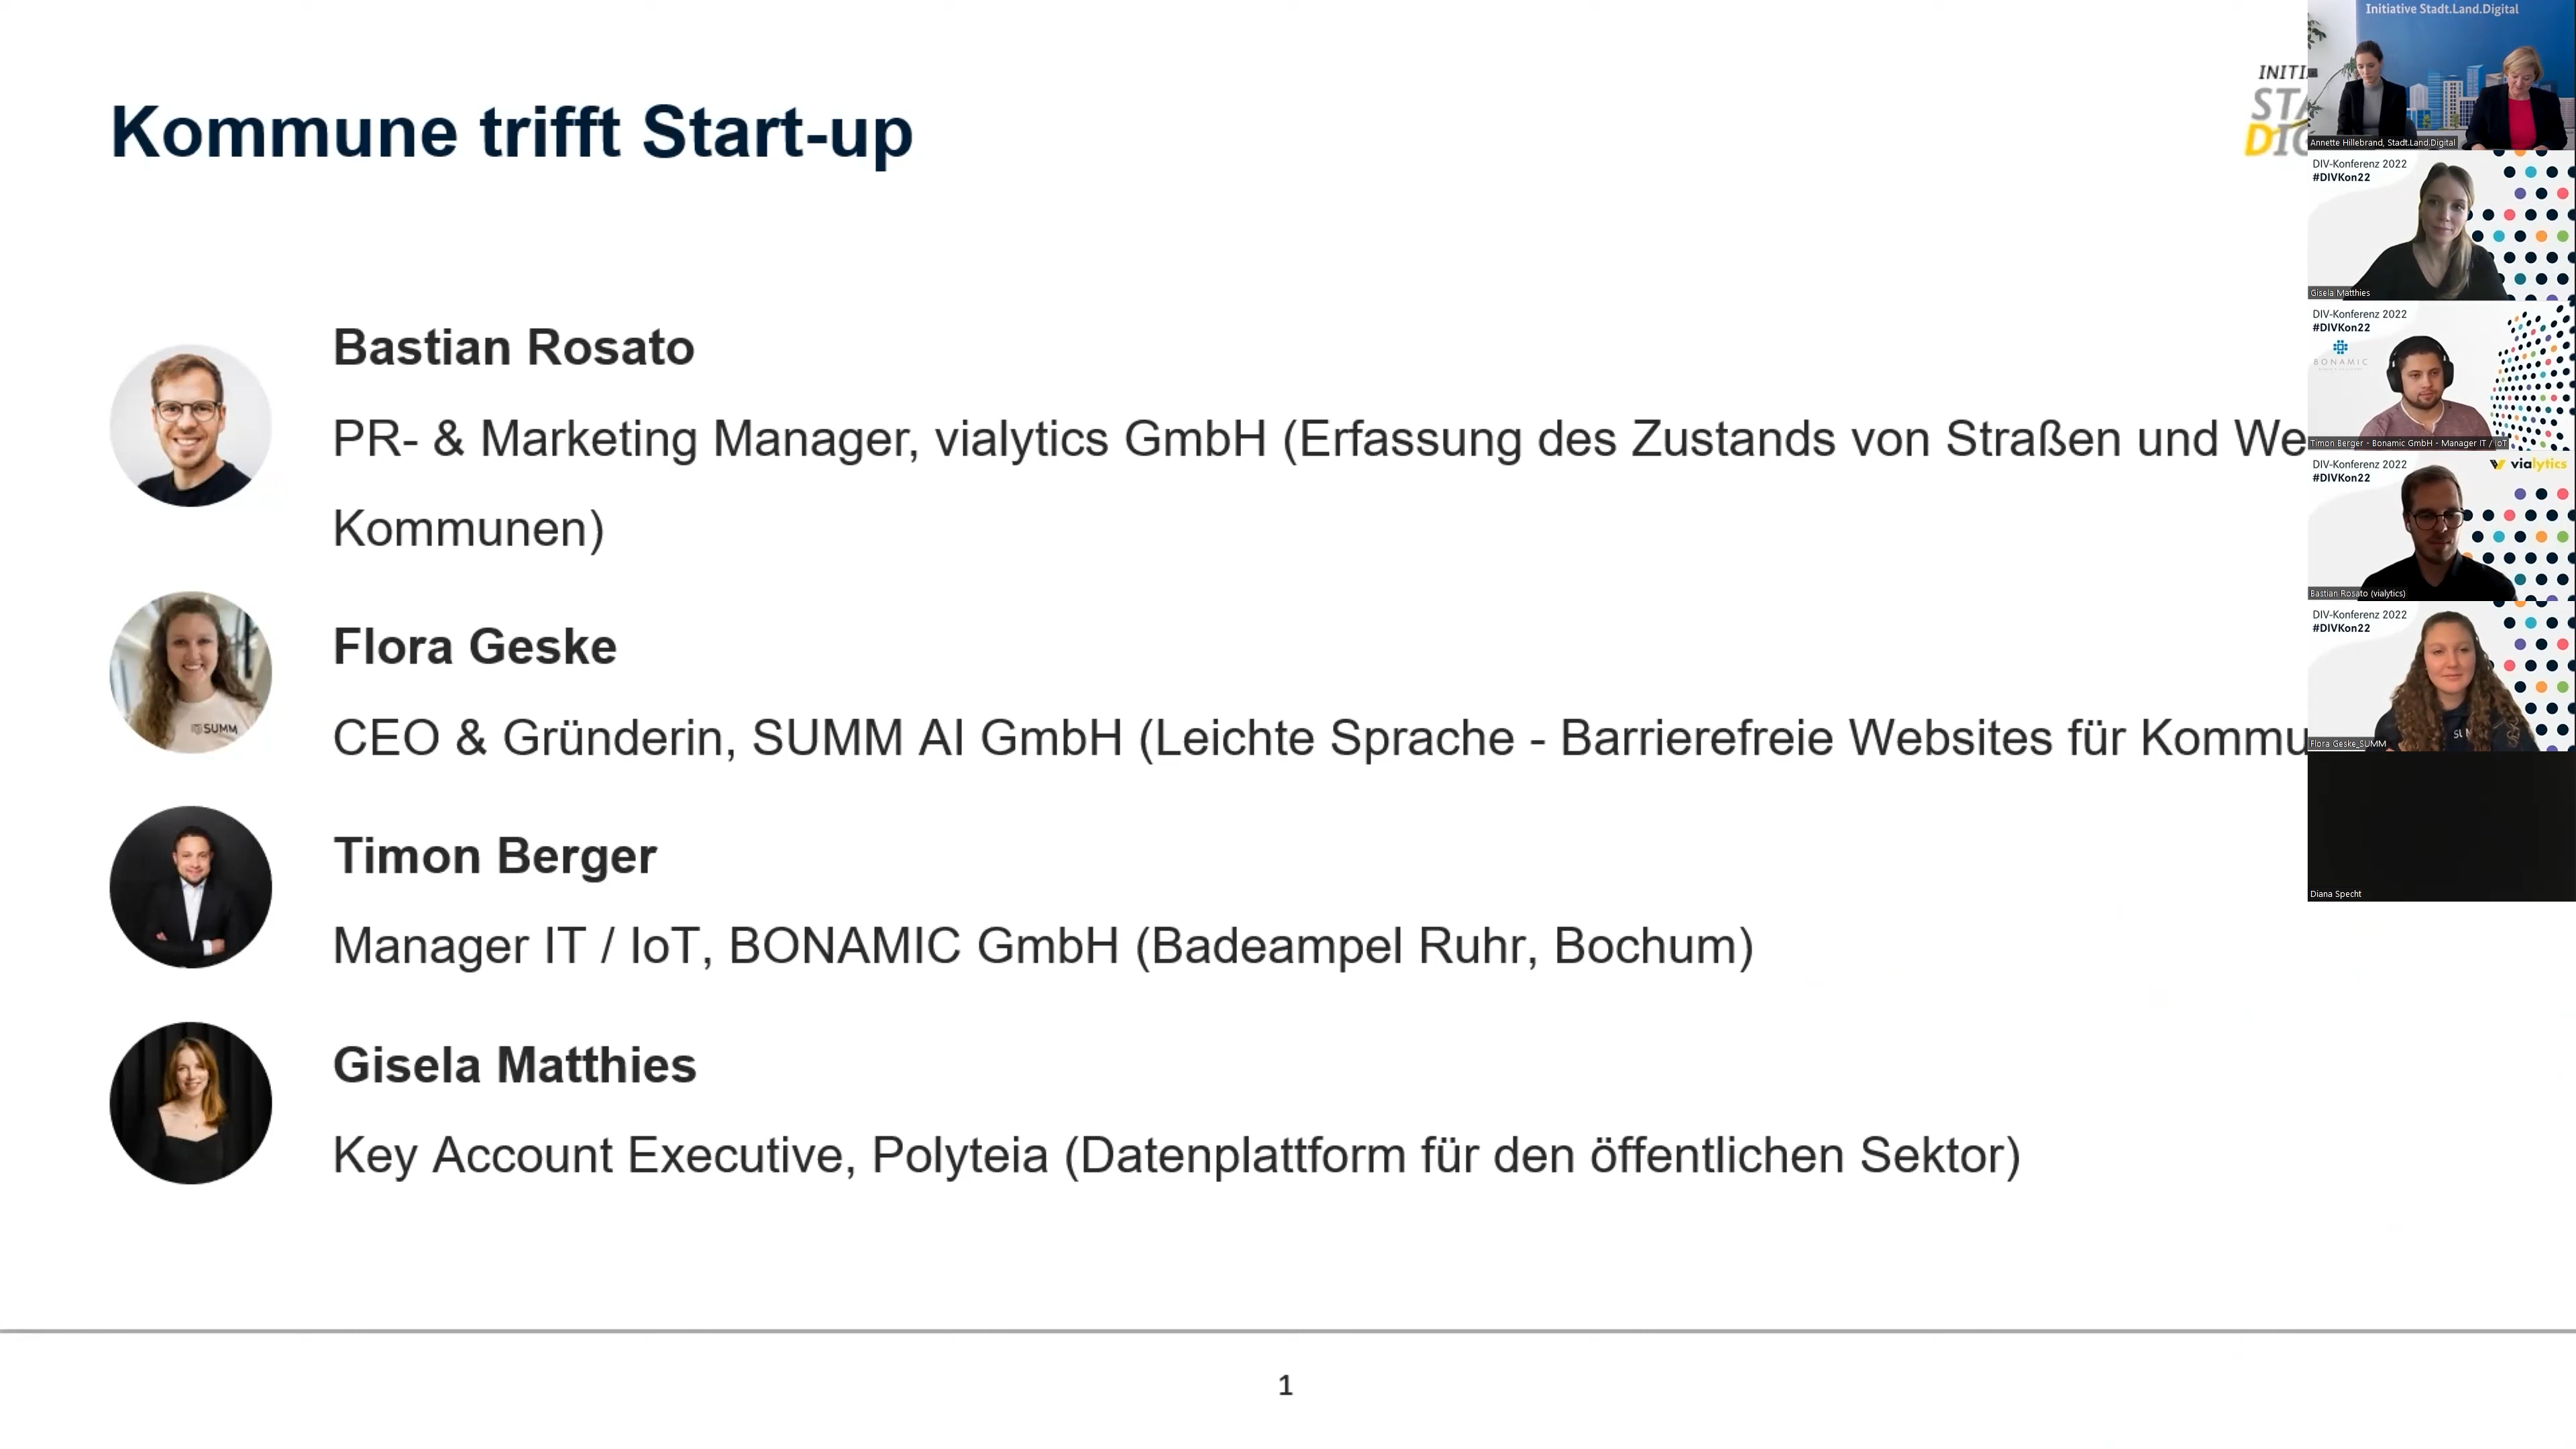 Kommune trifft Start-up
Bastian Rosato
PR- & Marketing Manager, vialytics GmbH (Erfassung des Zustands von Straßen und We
Kommunen)
Flora Geske
CEO & Gründerin, SUMM AI GmbH (Leichte Sprache - Barrierefreie Websites für Kommu
Timon Berger
Manager IT / IoT, BONAMIC GmbH (Badeampel Ruhr, Bochum)
Gisela Matthies
Key Account Executive, Polyteia (Datenplattform für den öffentlichen Sektor)
1
INITI
STA
DIG
Initiative Stadt.Land.Digital
Annette Hillebrand, Stadt.Land.Digital
DIV-Konferenz 2022
#DIVKon22
Gisela Matthies
DIV-Konferenz 2022
#DIVKon22
BONAMIC
Timon Berger - Bonamic GmbH - Manager IT / IoT
DIV-Konferenz 2022
#DIVKon22
vialytics
Bastian Rosato (vialytics)
DIV-Konferenz 2022
#DIVKon22
Flora Geske_SUMM
Diana Specht
SUMM